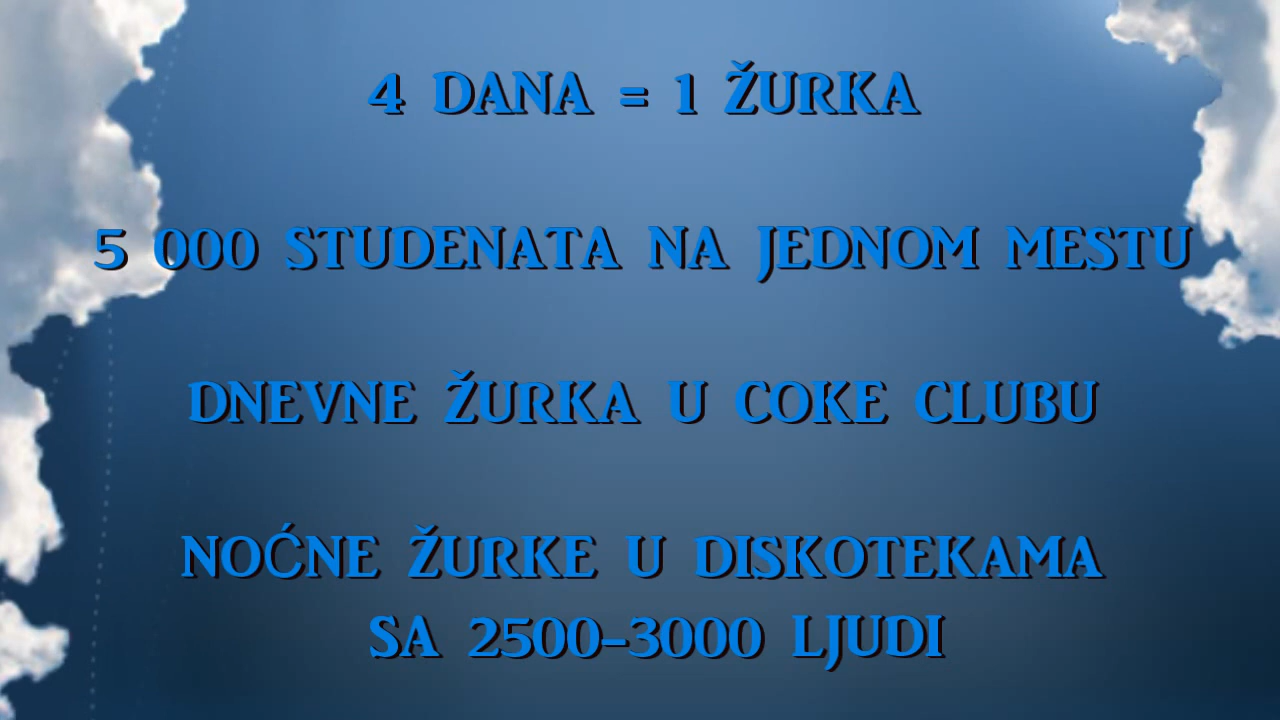 4 DANA = 1 ŽURKA
5 000 STUDENATA NA JEDNOM MESTU
DNEVNE ŽURKA U COKE CLUBU
NOĆNE ŽURKE U DISKOTEKAMA
SA 2500-3000 LJUDI